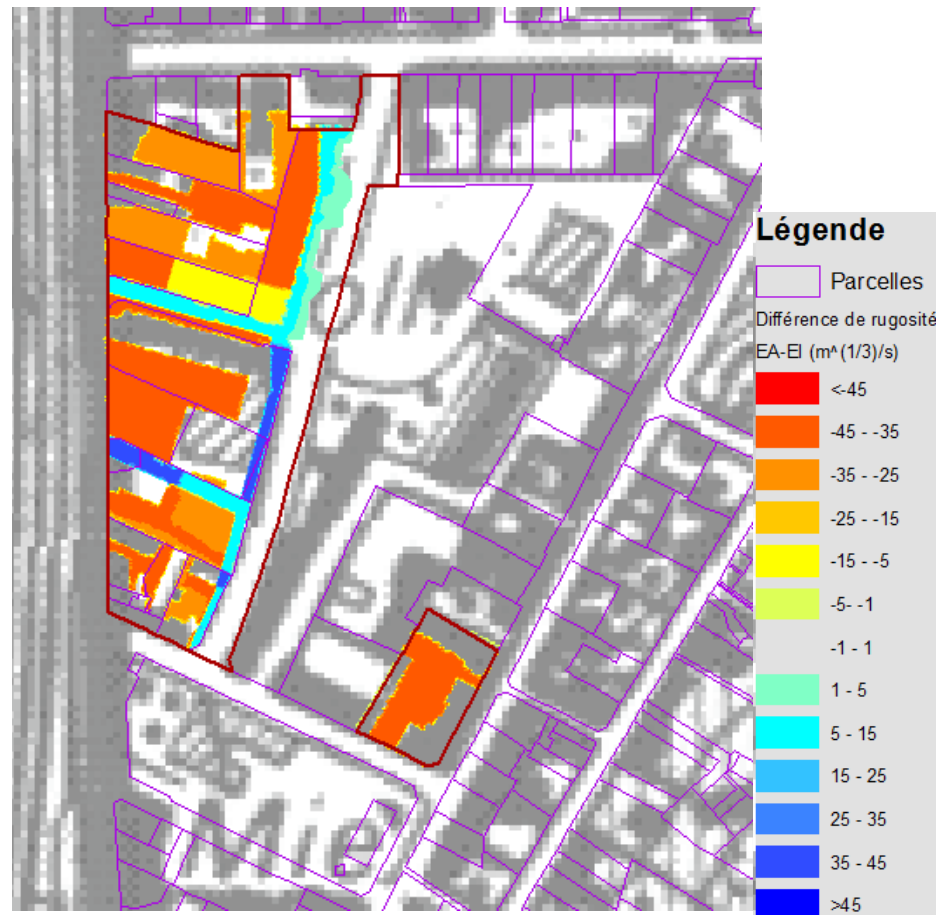 Légende
Parcelles
Différence de rugosité
EA-EI (m^(1/3)/s)
<-45
-45 - -35
-35 - -25
-25 - -15
-15 - -5
-5- -1
-1 - 1
1 - 5
5 - 15
15 - 25
25 - 35
35 - 45
>45